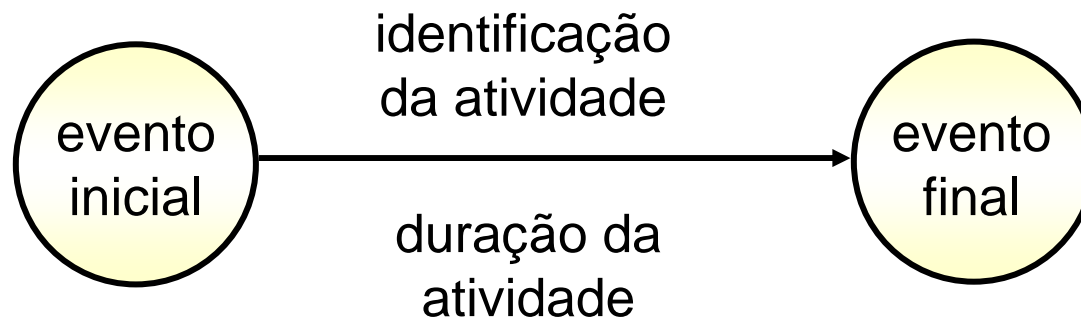 identificação
da atividade
evento
inicial
evento
final
duração da
atividade